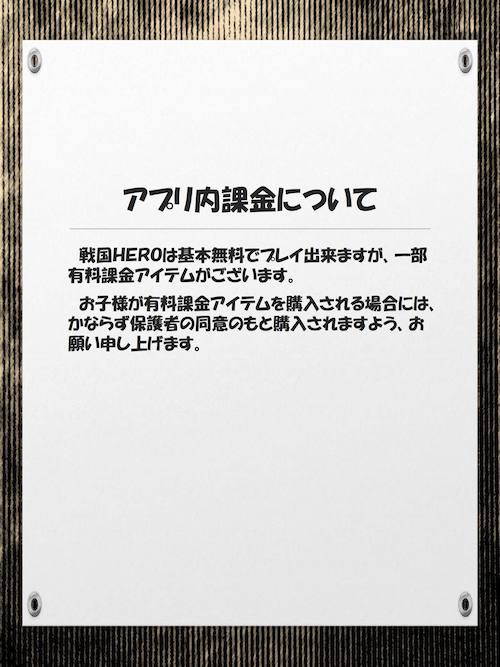 アプリ内課金について
戦国HEROは基本無料でプレイ出来ますが、一部
有料課金アイテムがございます。
お子様が有料課金アイテムを購入される場合には、
かならず保護者の同意のもと購入されますよう、お
願い申し上げます。